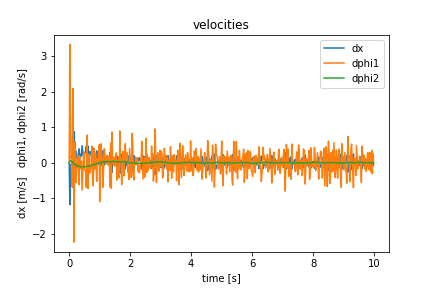 velocities
dx [m/s]   dphi1, dphi2 [rad/s]
3
2
1
0
−1
−2
dx
dphi1
dphi2
0
2
4
6
8
10
time [s]